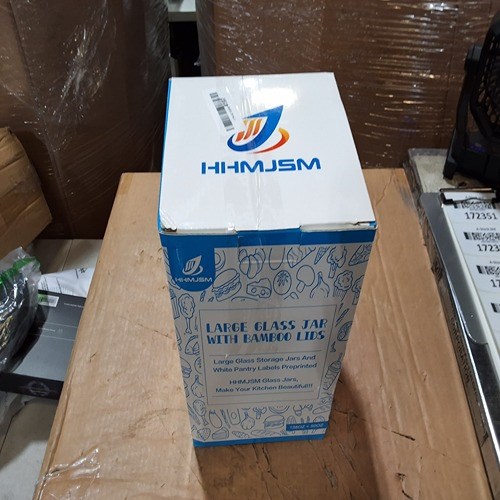 HHMJSM
HHMJSM
LARGE GLASS JAR
WITH BAMBOO LIDS
Large Glass Storage Jars And
White Pantry Labels Preprinted
HHMJSM Glass Jars,
Make Your Kitchen Beautiful!!!
172351